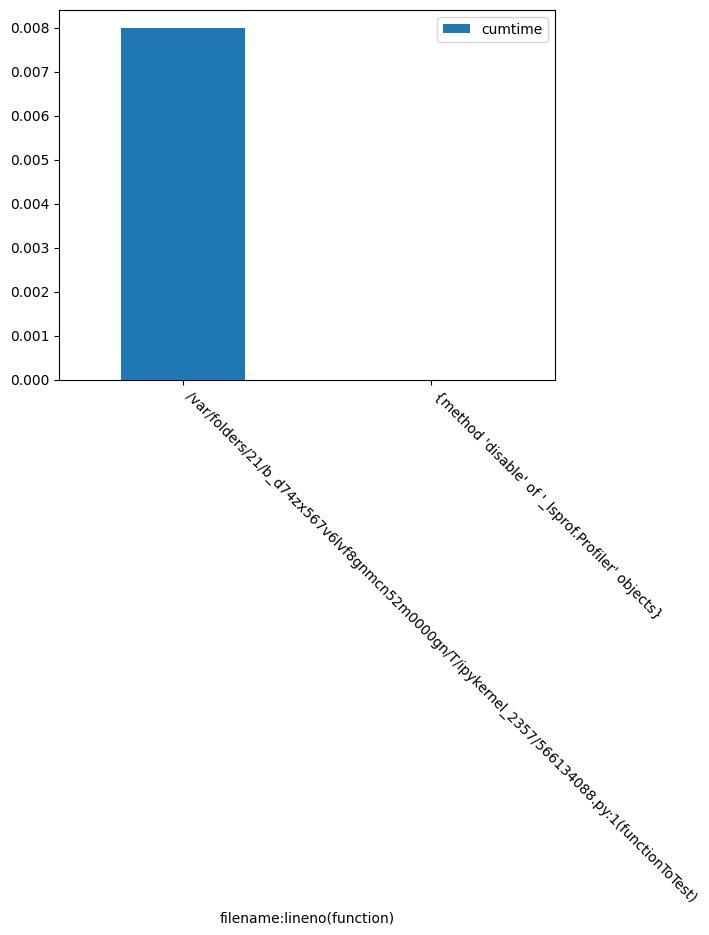 0.008
0.007
0.006
0.005
0.004
0.003
0.002
0.001
0.000
cumtime
/var/folders/21/b_d74zx567v6lvf8gnmcn52m0000gn/T/ipykernel_2357/566134088.py:1(functionToTest)
{method 'disable' of '_lsprof.Profiler' objects}
filename:lineno(function)